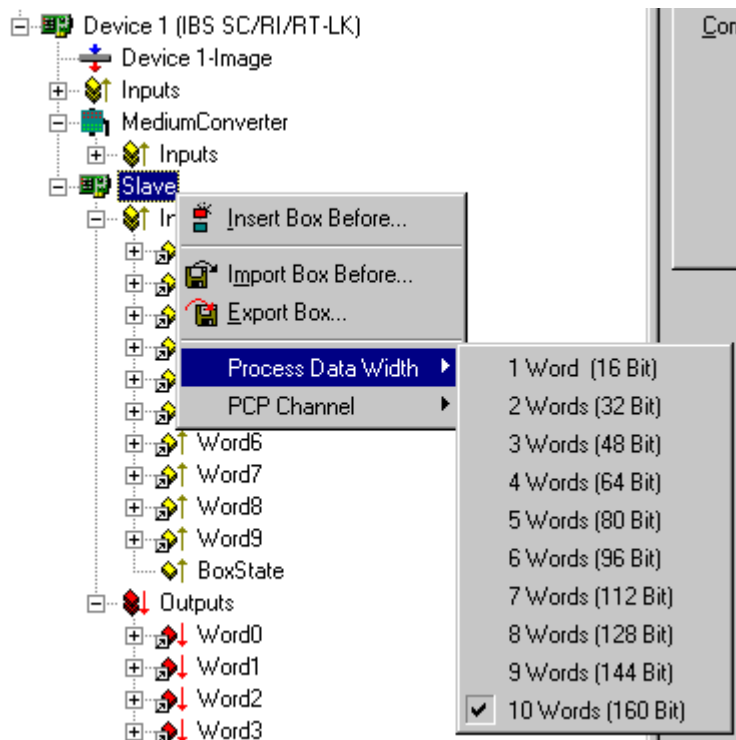 Device 1 (IBS SC/RI/RT-LK)
Device 1-Image
Inputs
MediumConverter
Inputs
Slave
In
Word6
Word7
Word8
Word9
BoxState
Outputs
Word0
Word1
Word2
Word3
Insert Box Before...
Import Box Before...
Export Box...
Process Data Width
PCP Channel
1 Word (16 Bit)
2 Words (32 Bit)
3 Words (48 Bit)
4 Words (64 Bit)
5 Words (80 Bit)
6 Words (96 Bit)
7 Words (112 Bit)
8 Words (128 Bit)
9 Words (144 Bit)
10 Words (160 Bit)
Con